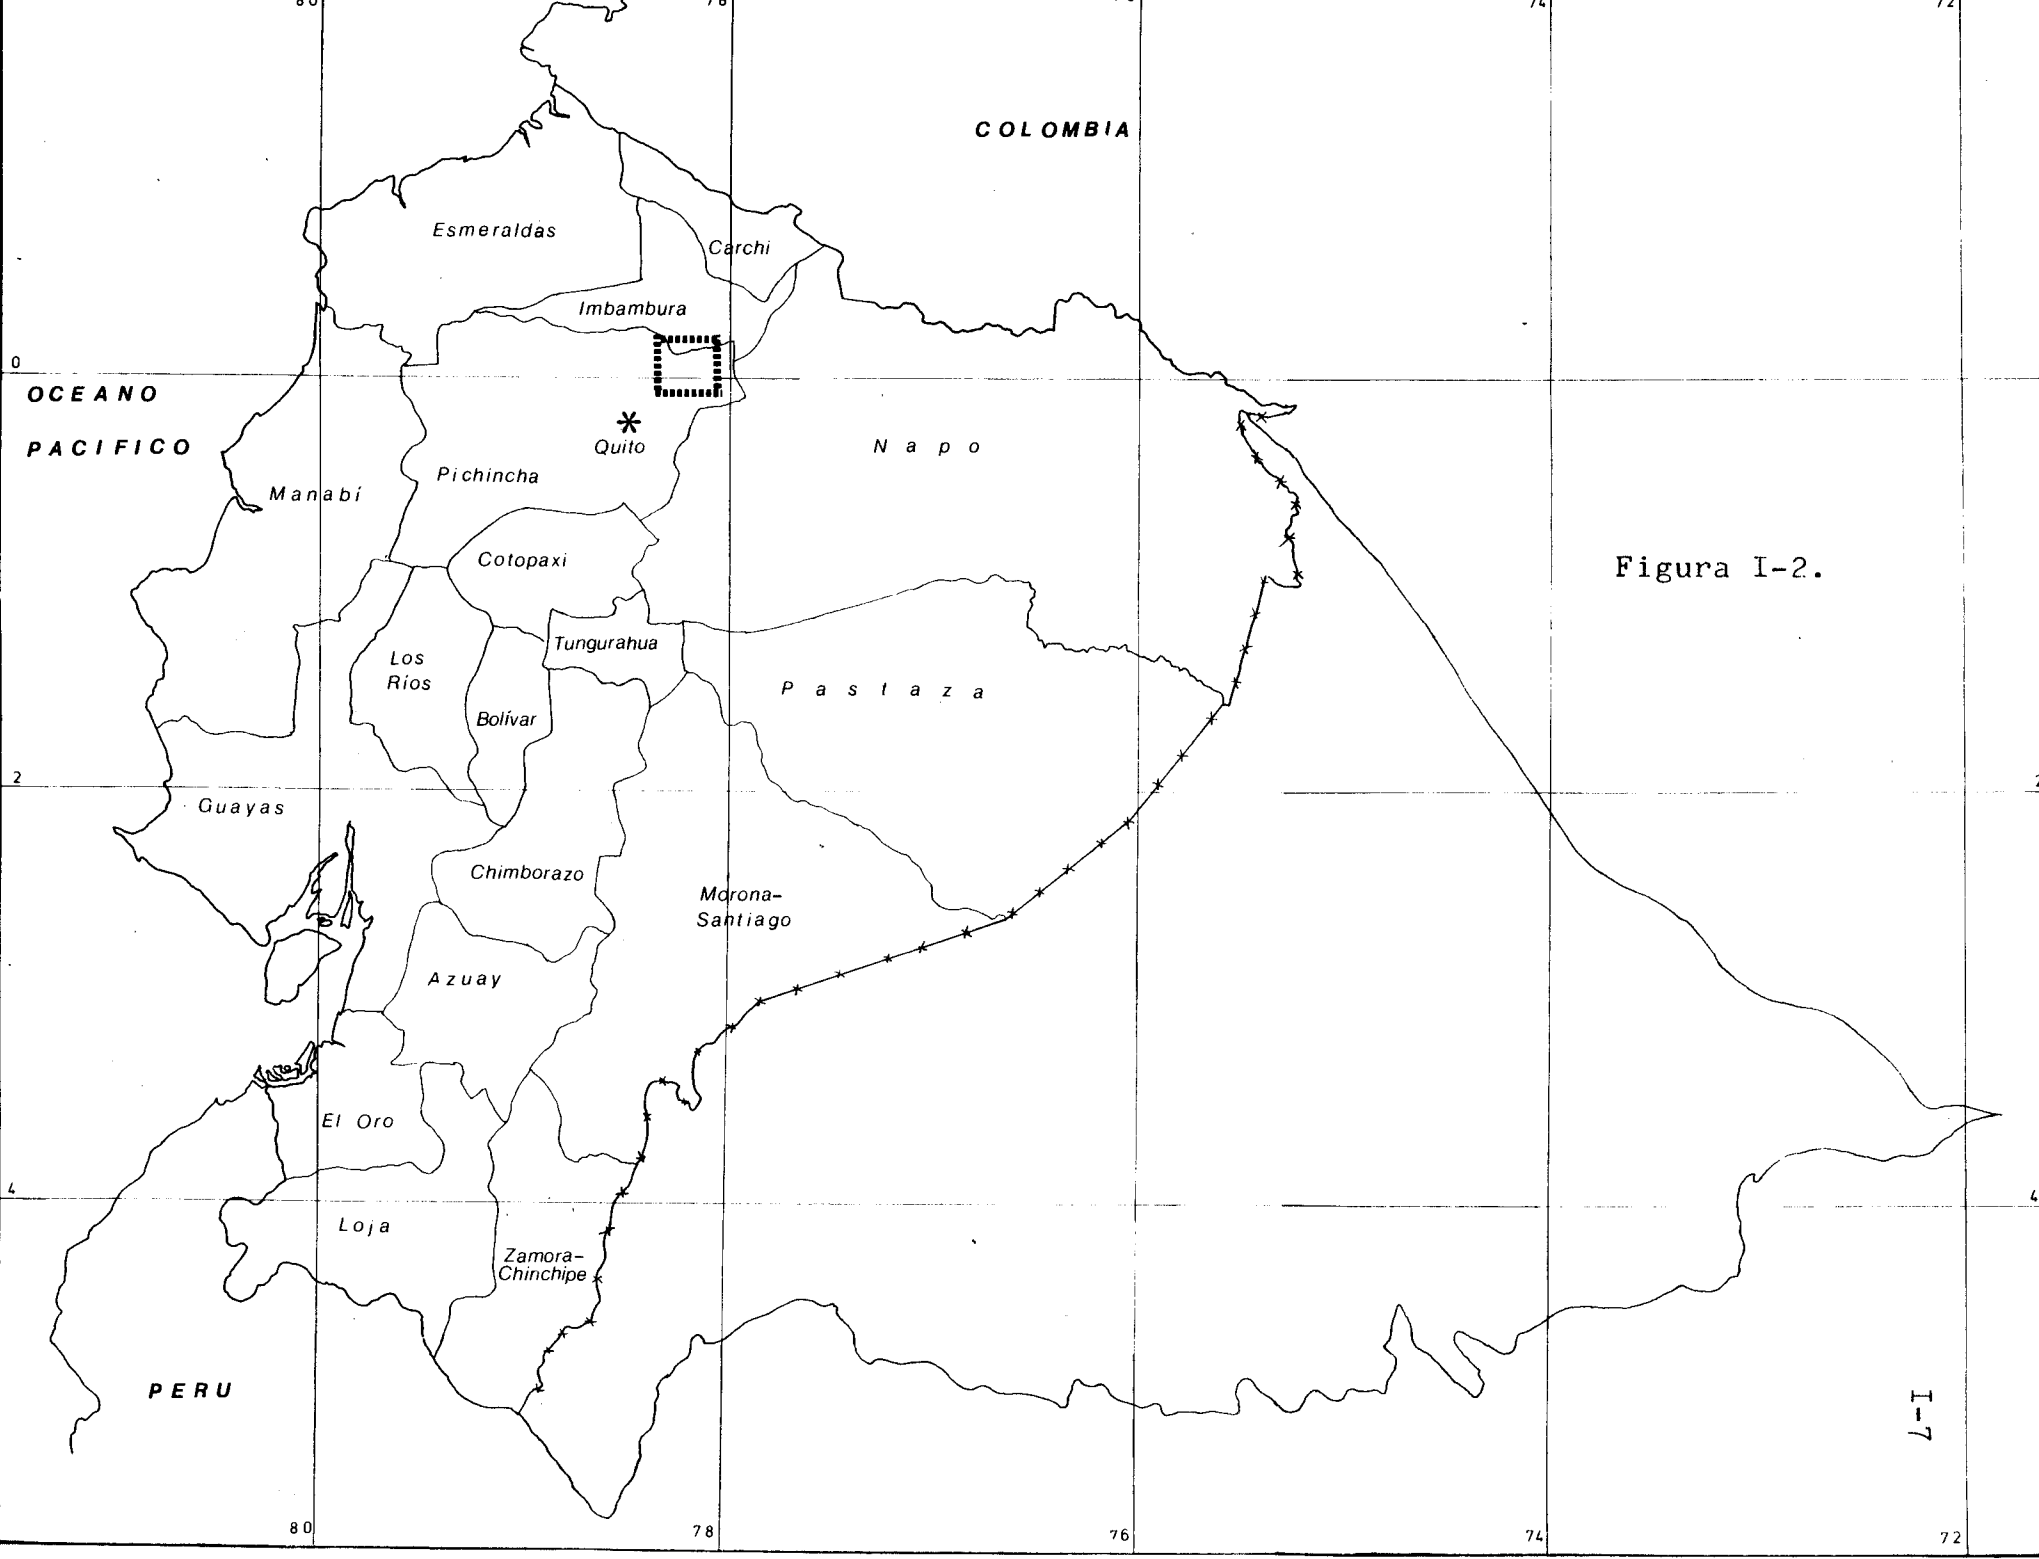 74
COLOMBIA
Esmeraldas
Carchi
Imbambura
0
OCEANO
PACIFICO
Quito
Napo
Pichincha
Manabí
Cotopaxi
Figura I-2.
Tungurahua
Los
Ríos
Pastaza
Bolívar
2
Guayas
Chimborazo
Morona-
Santiago
Azuay
El Oro
4
4
Loja
Zamora-
Chinchipe
PERU
I-7
80
78
76
74
72